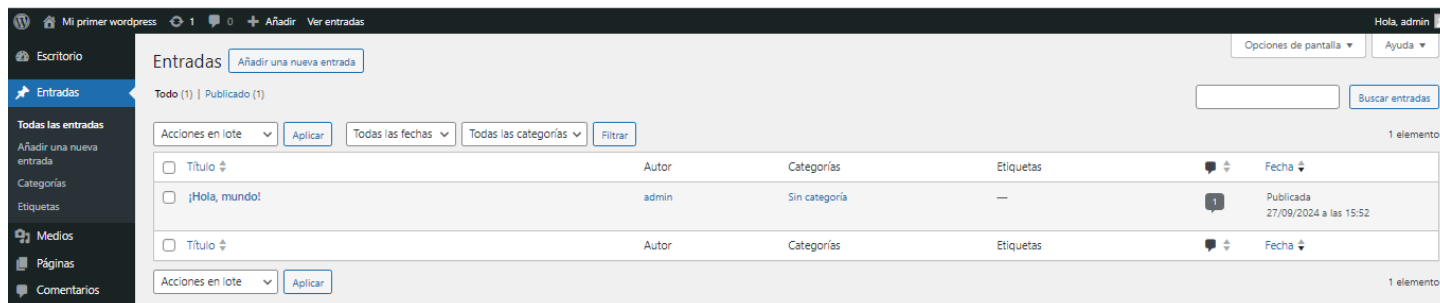 Mi primer wordpress 1 0 Añadir Ver entradas Hola, admin
Escritorio
Entradas
Todas las entradas
Añadir una nueva
entrada
Categorías
Etiquetas
Medios
Páginas
Comentarios
Opciones de pantalla Ayuda
Entradas Añadir una nueva entrada
Todo (1) | Publicado (1)
Buscar entradas
Acciones en lote Aplicar Todas las fechas Todas las categorías Filtrar 1 elemento
Título Autor Categorías Etiquetas Fecha
¡Hola, mundo! admin Sin categoría — 1 Publicada
27/09/2024 a las 15:52
Título Autor Categorías Etiquetas Fecha
Acciones en lote Aplicar 1 elemento